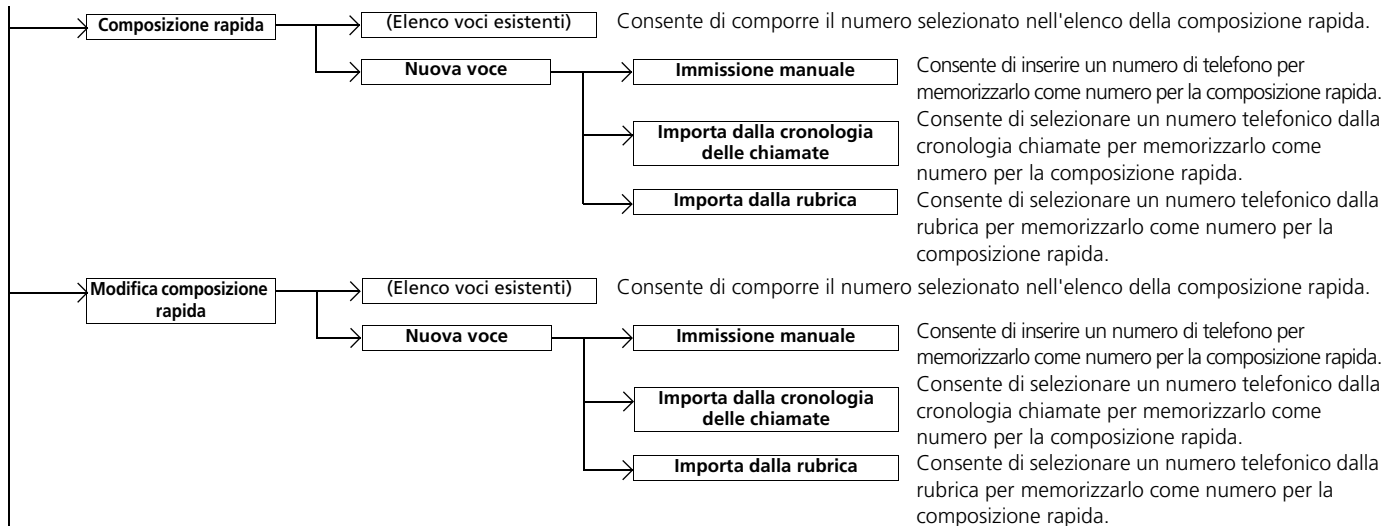 Composizione rapida
(Elenco voci esistenti)
Consente di comporre il numero selezionato nell'elenco della composizione rapida.
Nuova voce
Immissione manuale
Consente di inserire un numero di telefono per
memorizzarlo come numero per la composizione rapida.
Importa dalla cronologia
delle chiamate
Consente di selezionare un numero telefonico dalla
cronologia chiamate per memorizzarlo come
numero per la composizione rapida.
Importa dalla rubrica
Consente di selezionare un numero telefonico dalla
rubrica per memorizzarlo come numero per la
composizione rapida.
Modifica composizione
rapida
(Elenco voci esistenti)
Consente di comporre il numero selezionato nell'elenco della composizione rapida.
Nuova voce
Immissione manuale
Consente di inserire un numero di telefono per
memorizzarlo come numero per la composizione rapida.
Importa dalla cronologia
delle chiamate
Consente di selezionare un numero telefonico dalla
cronologia chiamate per memorizzarlo come
numero per la composizione rapida.
Importa dalla rubrica
Consente di selezionare un numero telefonico dalla
rubrica per memorizzarlo come numero per la
composizione rapida.